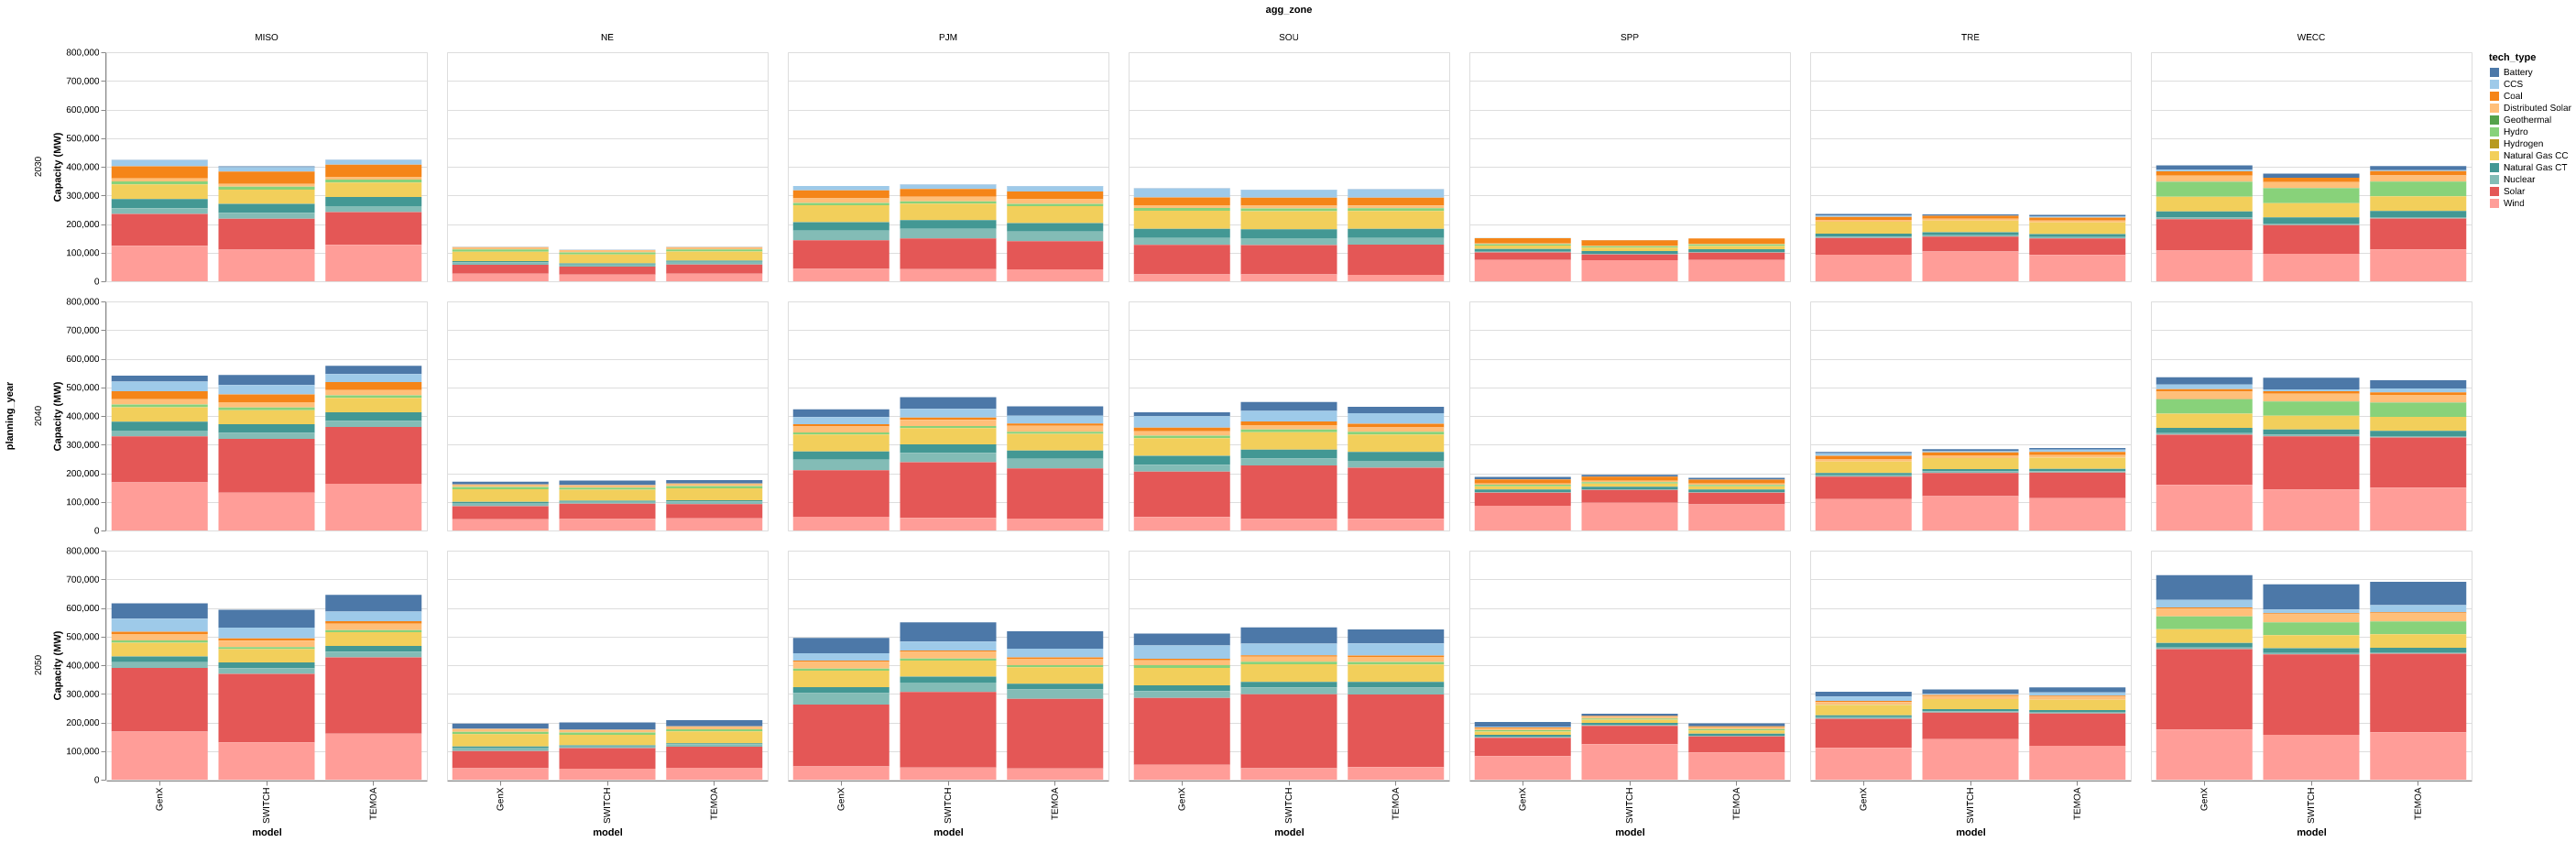 agg_zone
MISO NE PJM SOU SPP TRE WECC
tech_type
Battery
CCS
Coal
Distributed Solar
Geothermal
Hydro
Hydrogen
Natural Gas CC
Natural Gas CT
Nuclear
Solar
Wind
planning_year
2030
Capacity (MW)
800,000
700,000
600,000
500,000
400,000
300,000
200,000
100,000
0
2040
Capacity (MW)
800,000
700,000
600,000
500,000
400,000
300,000
200,000
100,000
0
2050
Capacity (MW)
800,000
700,000
600,000
500,000
400,000
300,000
200,000
100,000
0
GenX SWITCH TEMOA GenX SWITCH TEMOA GenX SWITCH TEMOA GenX SWITCH TEMOA GenX SWITCH TEMOA GenX SWITCH TEMOA GenX SWITCH TEMOA
model model model model model model model